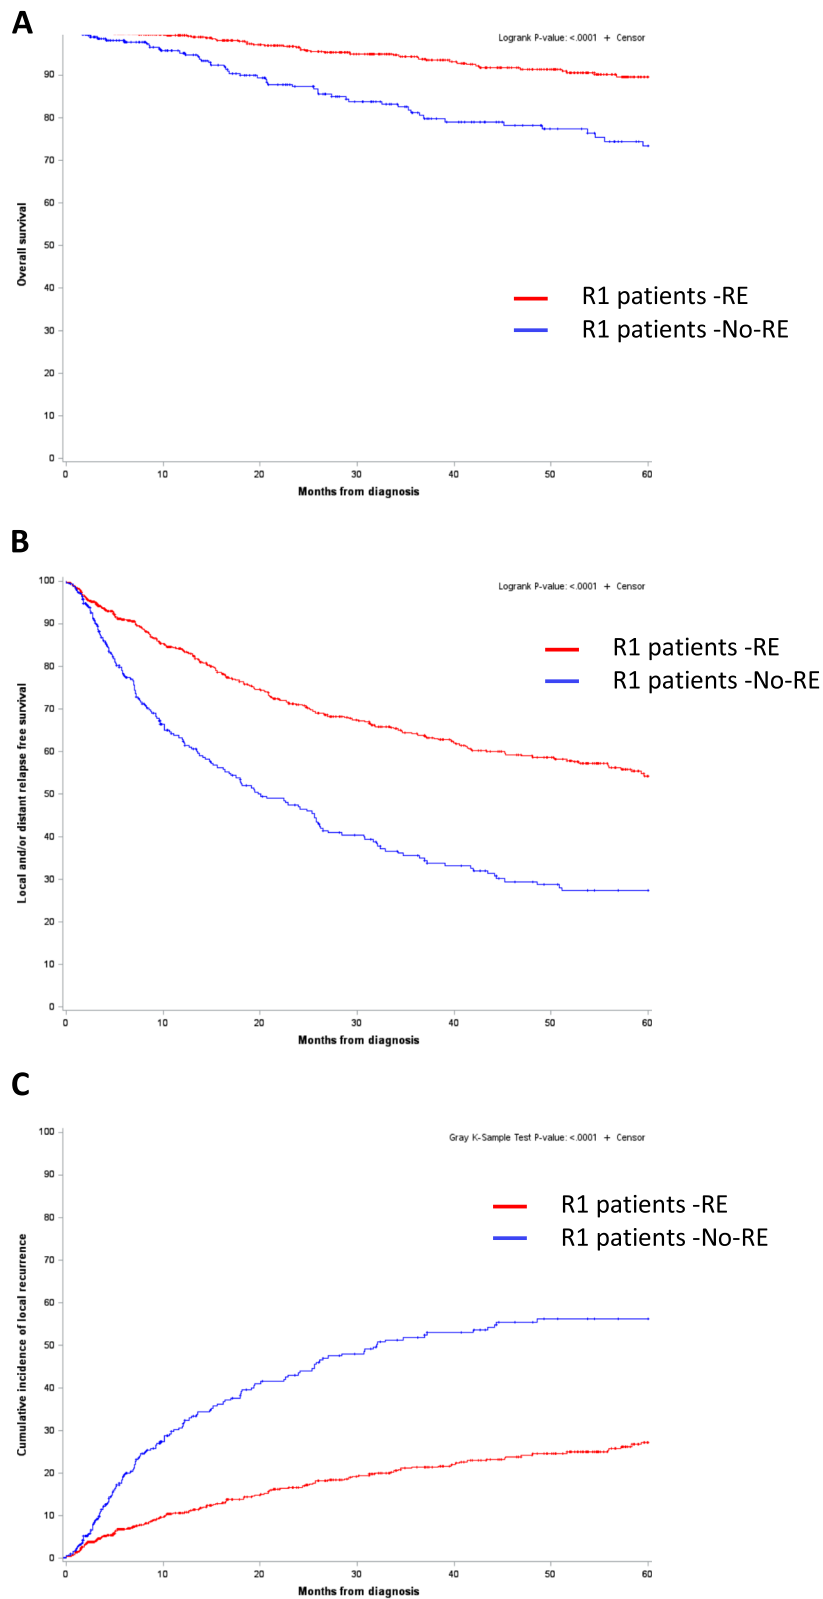 A
Logrank P-value: <.0001 + Censor
90
80
70
60
50
40
30
20
10
0
Overall survival
R1 patients -RE
R1 patients -No-RE
0 10 20 30 40 50 60
Months from diagnosis
B
Logrank P-value: <.0001 + Censor
100
90
80
70
60
50
40
30
20
10
0
Local and/or distant relapse free survival
R1 patients -RE
R1 patients -No-RE
0 10 20 30 40 50 60
Months from diagnosis
C
Gray K-Sample Test P-value: <.0001 + Censor
100
90
80
70
60
50
40
30
20
10
0
Cumulative incidence of local recurrence
R1 patients -RE
R1 patients -No-RE
0 10 20 30 40 50 60
Months from diagnosis